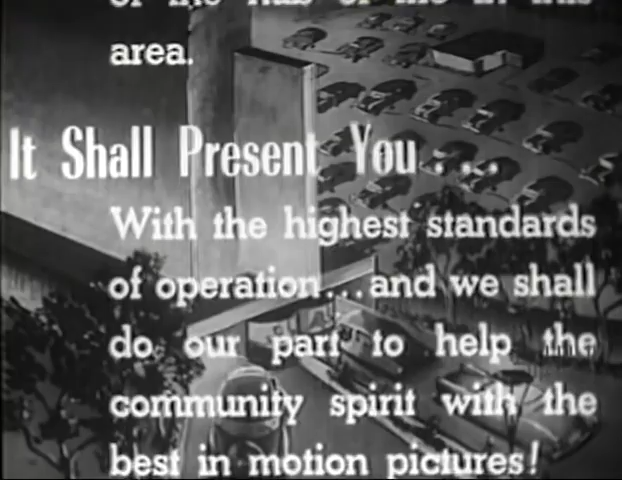 area.
It Shall Present You....
With the highest standards
of operation...and we shall
do our part to help the
community spirit with the
best in motion pictures!